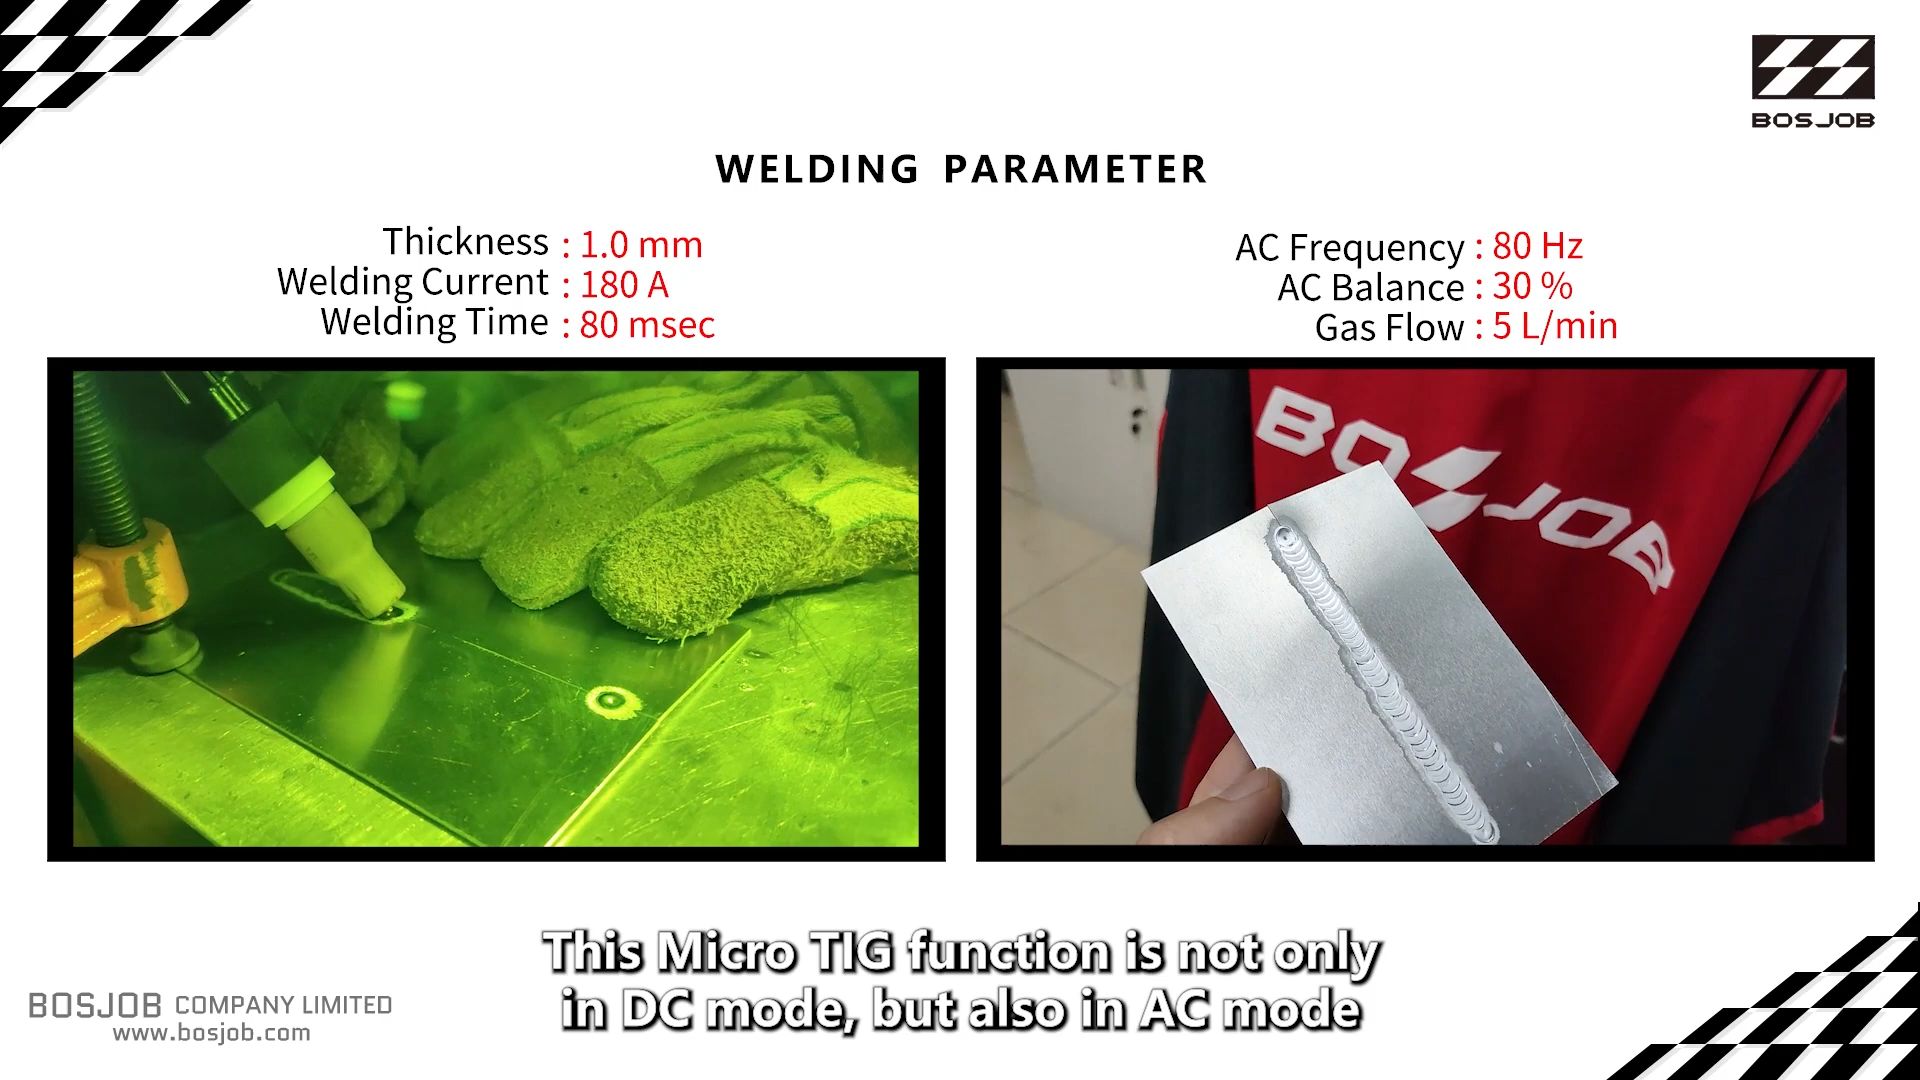 BOSJOB
WELDING PARAMETER
Thickness : 1.0 mm
Welding Current : 180 A
Welding Time : 80 msec
AC Frequency : 80 Hz
AC Balance : 30 %
Gas Flow : 5 L/min
BOSJOB
This Micro TIG function is not only
in DC mode, but also in AC mode
BOSJOB COMPANY LIMITED
www.bosjob.com